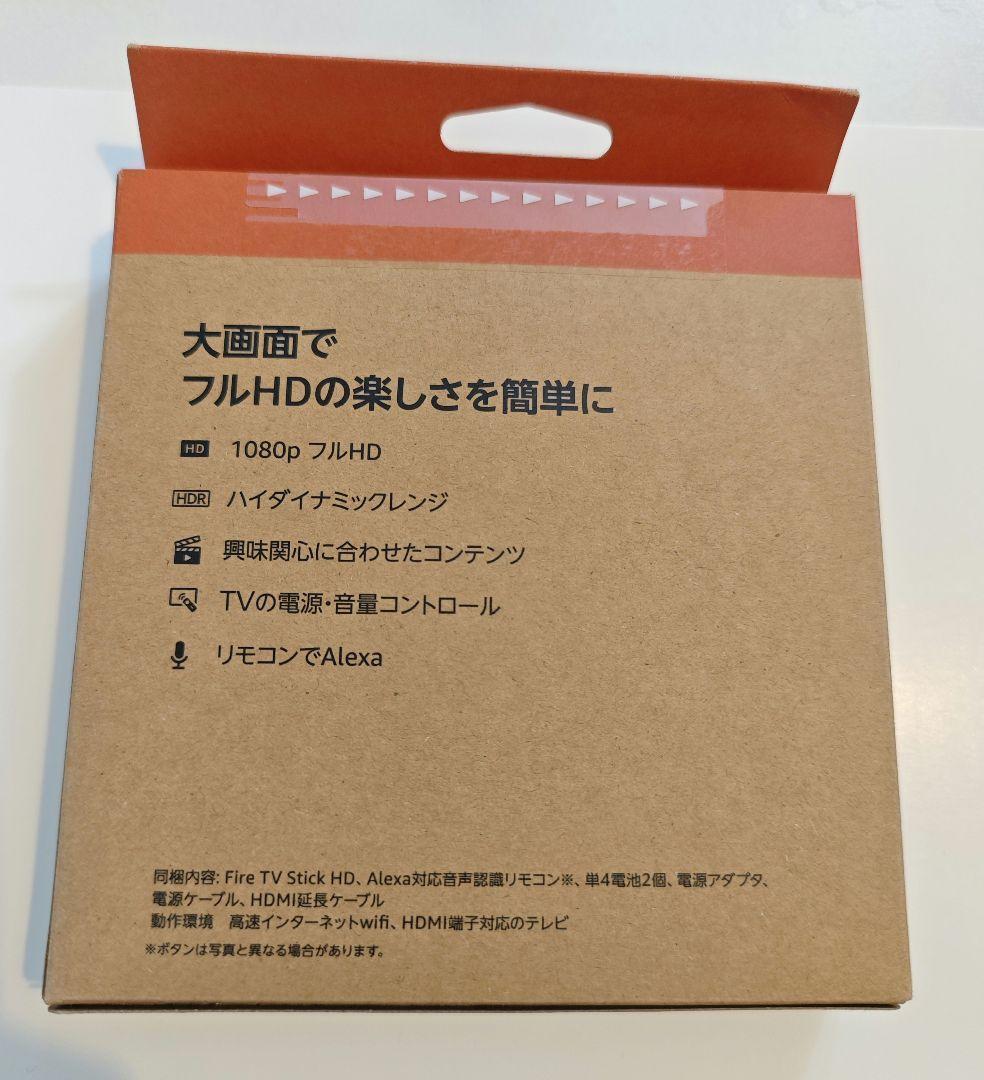 大画面で
フルHDの楽しさを簡単に
HD 1080p フルHD
HDR ハイダイナミックレンジ
興味関心に合わせたコンテンツ
TVの電源・音量コントロール
リモコンでAlexa
同梱内容: Fire TV Stick HD、Alexa対応音声認識リモコン※、単4電池2個、電源アダプタ、
電源ケーブル、HDMI延長ケーブル
動作環境 高速インターネットwifi、HDMI端子対応のテレビ
※ボタンは写真と異なる場合があります。